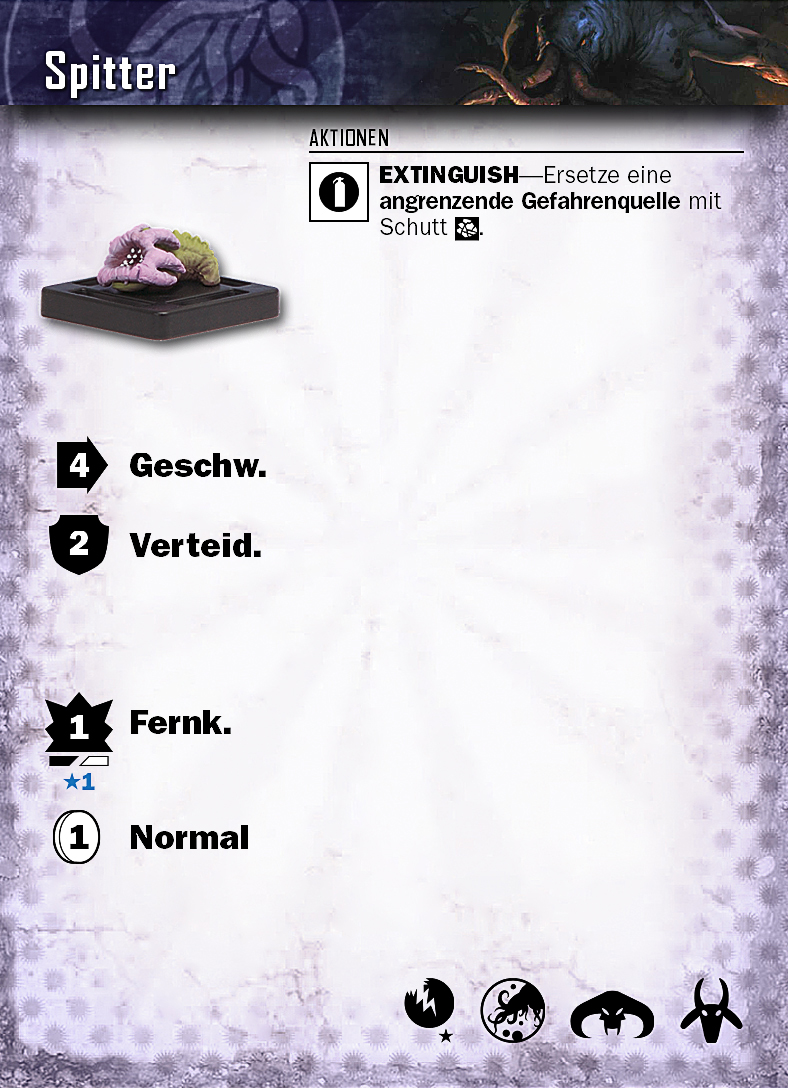 Spitter
AKTIONEN
EXTINGUISH—Ersetze eine
angrenzende Gefahrenquelle mit
Schutt .
4 Geschw.
2 Verteid.
1 Fernk.
★1
1 Normal